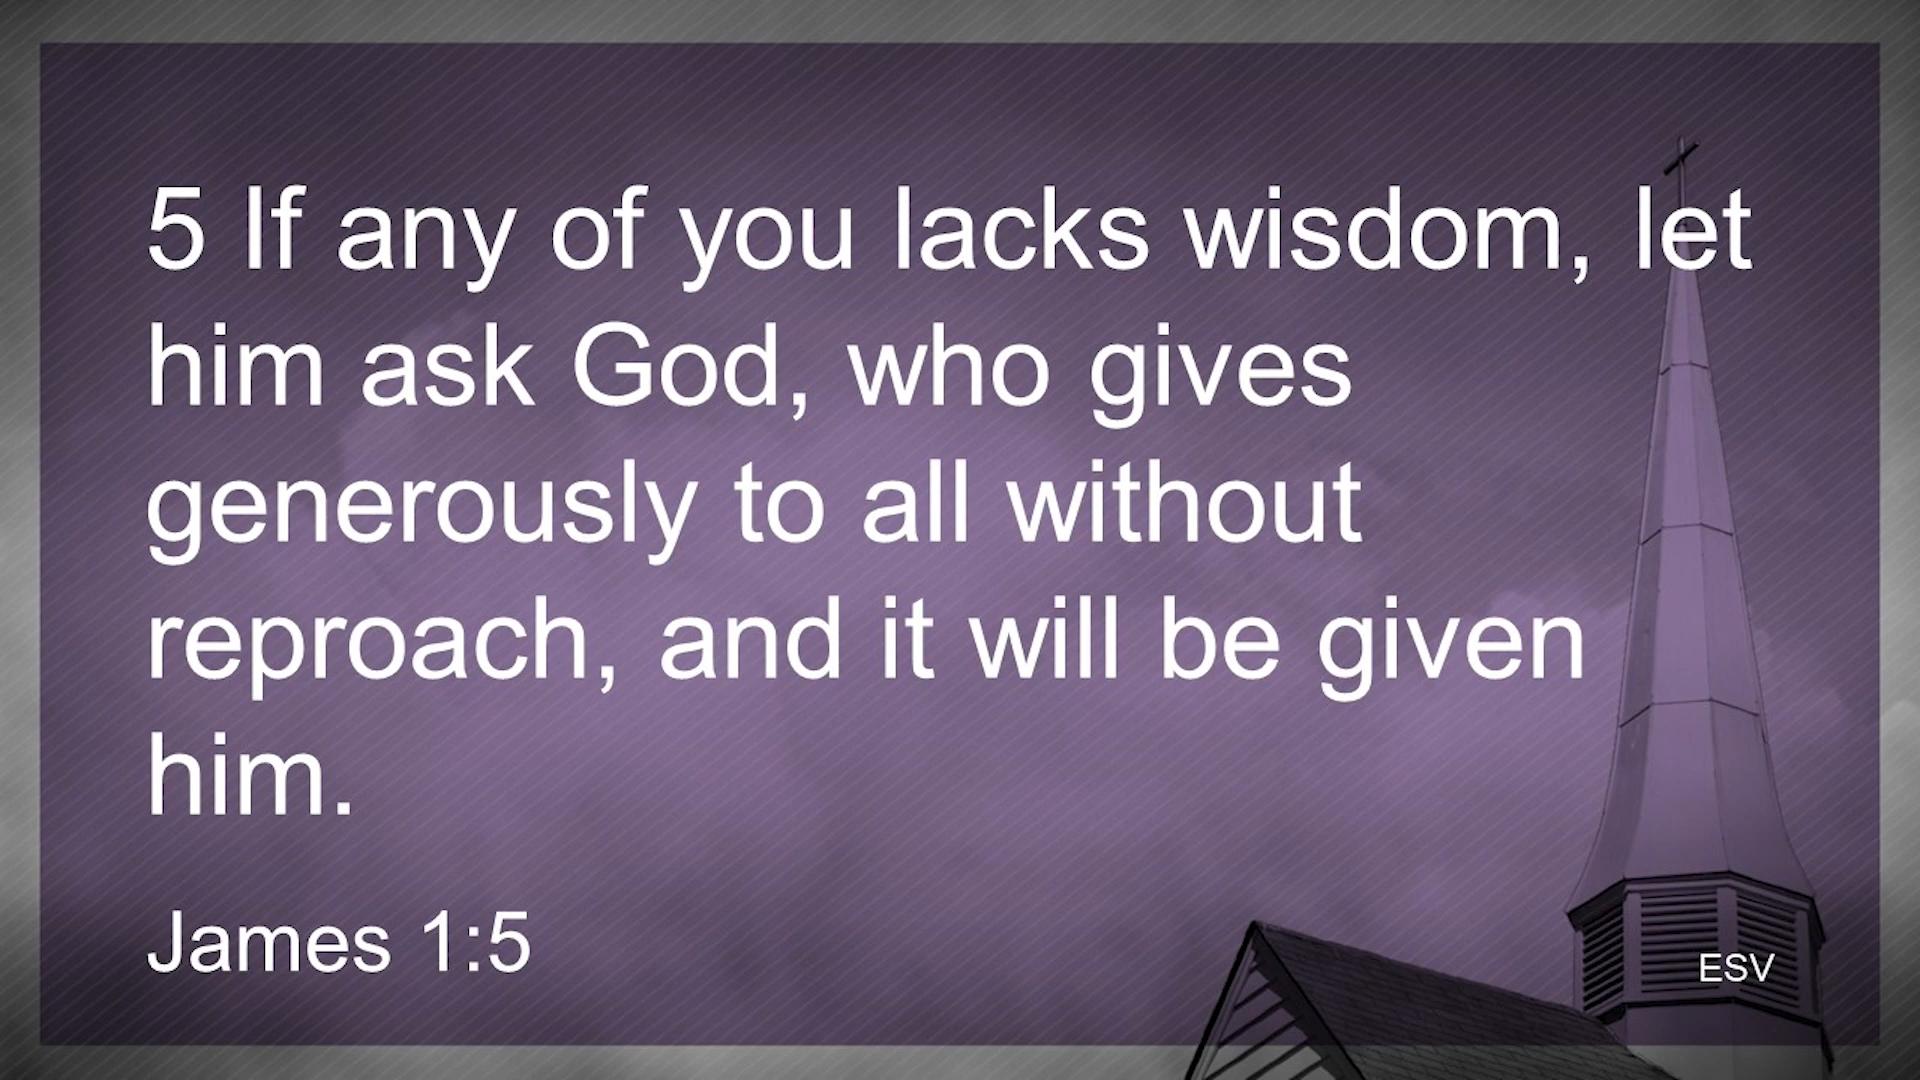 5 If any of you lacks wisdom, let
him ask God, who gives
generously to all without
reproach, and it will be given
him.
James 1:5
ESV